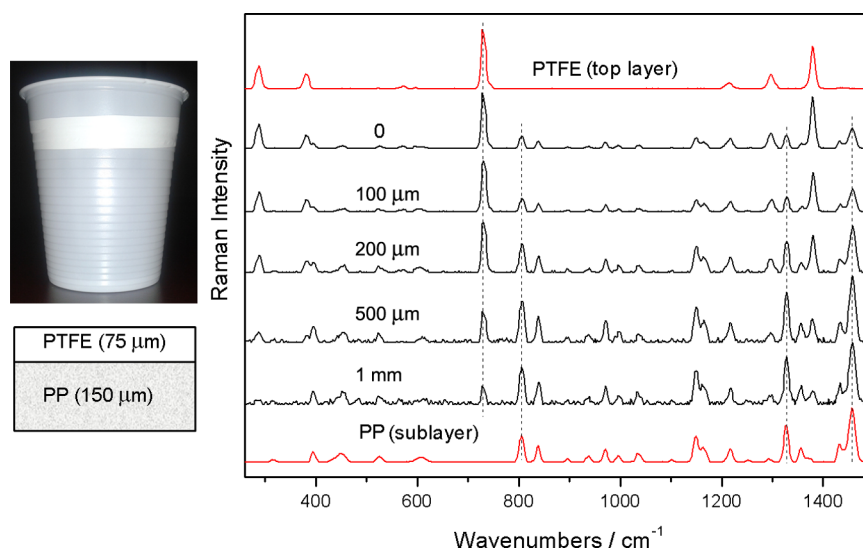 PTFE (75 μm)
PP (150 μm)
Raman Intensity
PTFE (top layer)
0
100 μm
200 μm
500 μm
1 mm
PP (sublayer)
400 600 800 1000 1200 1400
Wavenumbers / cm⁻¹